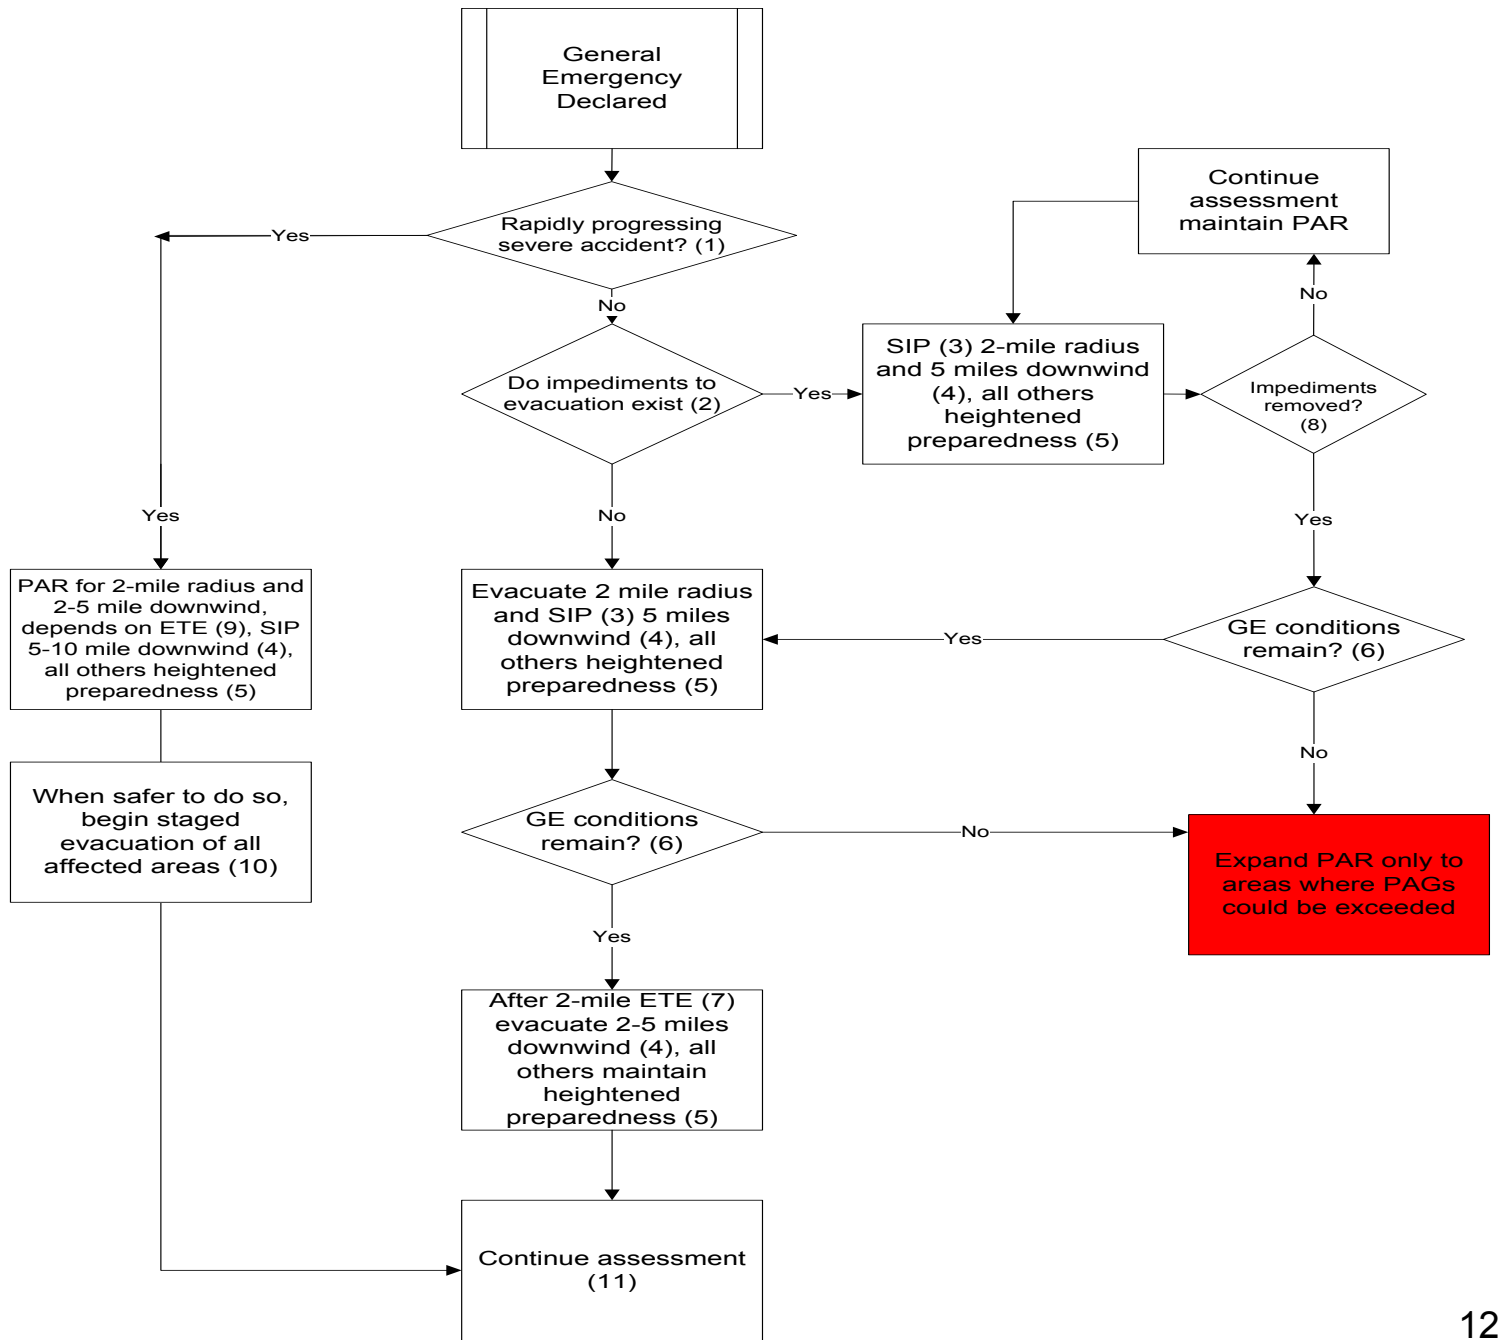 General
Emergency
Declared
Rapidly progressing
severe accident? (1)
Yes
No
Continue
assessment
maintain PAR
No
Do impediments to
evacuation exist (2)
Yes
SIP (3) 2-mile radius
and 5 miles downwind
(4), all others
heightened
preparedness (5)
Impediments
removed?
(8)
Yes
No
Yes
PAR for 2-mile radius and
2-5 mile downwind,
depends on ETE (9), SIP
5-10 mile downwind (4),
all others heightened
preparedness (5)
Evacuate 2 mile radius
and SIP (3) 5 miles
downwind (4), all
others heightened
preparedness (5)
Yes
GE conditions
remain? (6)
No
When safer to do so,
begin staged
evacuation of all
affected areas (10)
GE conditions
remain? (6)
No
Expand PAR only to
areas where PAGs
could be exceeded
Yes
After 2-mile ETE (7)
evacuate 2-5 miles
downwind (4), all
others maintain
heightened
preparedness (5)
Continue assessment
(11)
12